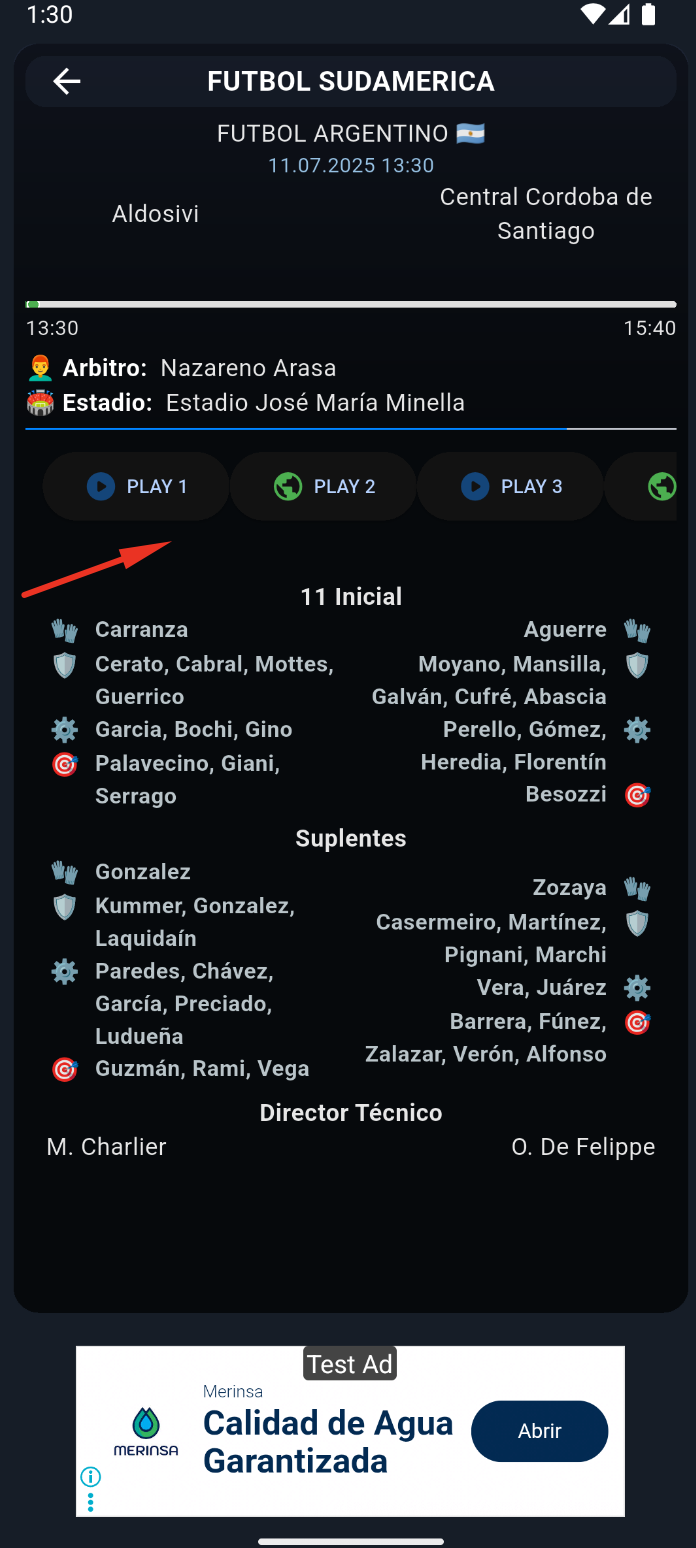 1:30
FUTBOL SUDAMERICA
FUTBOL ARGENTINO 🇦🇷
11.07.2025 13:30
Aldosivi
Central Cordoba de
Santiago
13:30
15:40
Arbitro: Nazareno Arasa
Estadio: Estadio José María Minella
PLAY 1
PLAY 2
PLAY 3
11 Inicial
Carranza
Cerato, Cabral, Mottes,
Guerrico
Garcia, Bochi, Gino
Palavecino, Giani,
Serrago
Aguerre
Moyano, Mansilla,
Galván, Cufré, Abascia
Perello, Gómez,
Heredia, Florentín
Besozzi
Suplentes
Gonzalez
Kummer, Gonzalez,
Laquidaín
Paredes, Chávez,
García, Preciado,
Ludueña
Guzmán, Rami, Vega
Zozaya
Casermeiro, Martínez,
Pignani, Marchi
Vera, Juárez
Barrera, Fúnez,
Zalazar, Verón, Alfonso
Director Técnico
M. Charlier
O. De Felippe
Test Ad
Merinsa
Calidad de Agua
Garantizada
MERINSA
Abrir